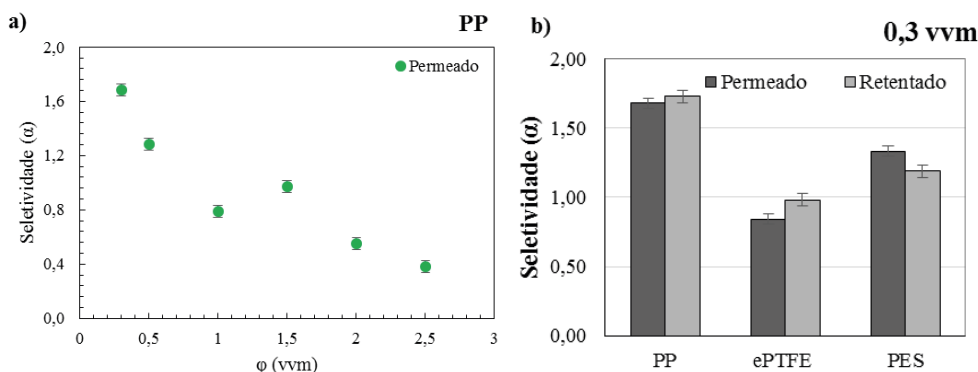 a)
PP
Permeado
Seletividade (α)
2,0
1,6
1,2
0,8
0,4
0,0
0
0,5
1
1,5
2
2,5
3
φ (vvm)
b)
0,3 vvm
Permeado
Retentado
Seletividade (α)
2,00
1,50
1,00
0,50
0,00
PP
ePTFE
PES